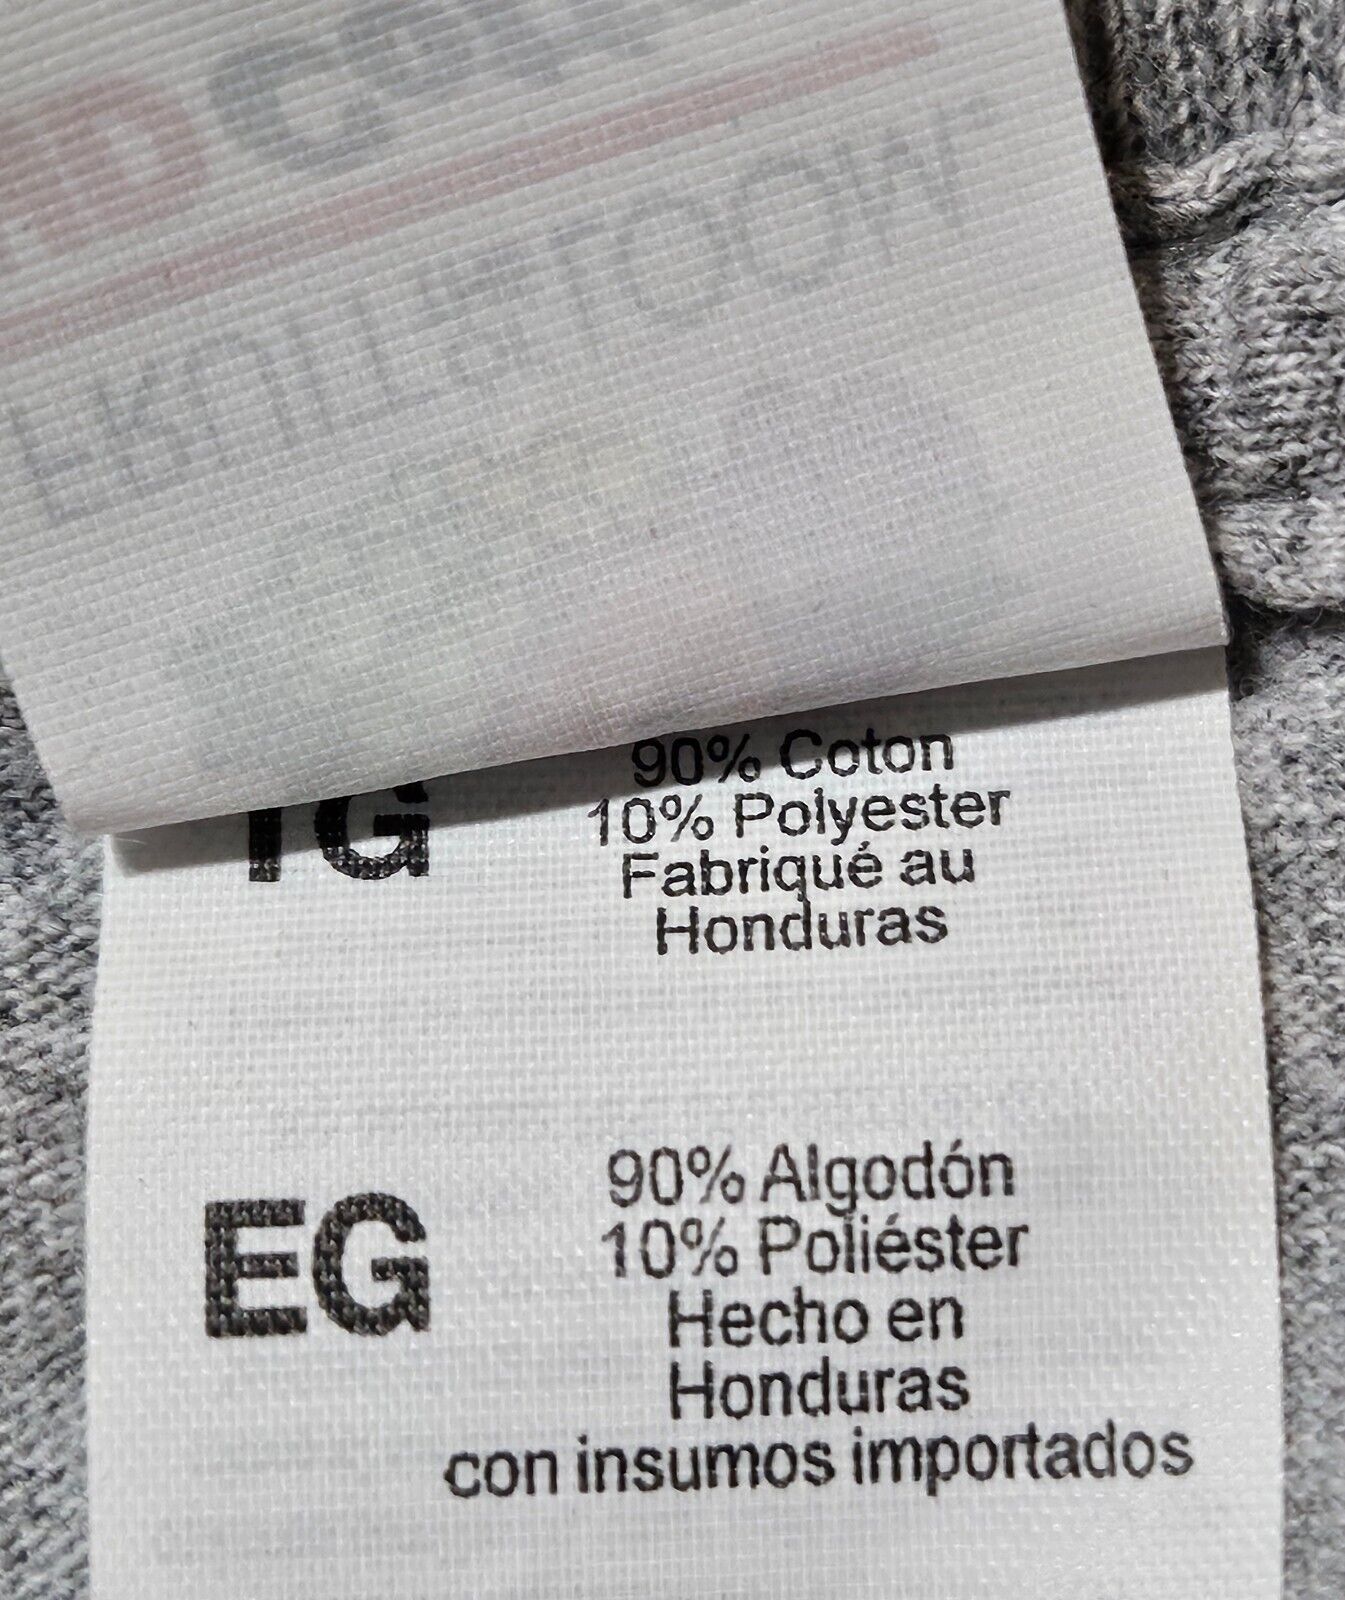 90% Coton
TG
10% Polyester
Fabriqué au
Honduras
90% Algodón
EG
10% Poliéster
Hecho en
Honduras
con insumos importados